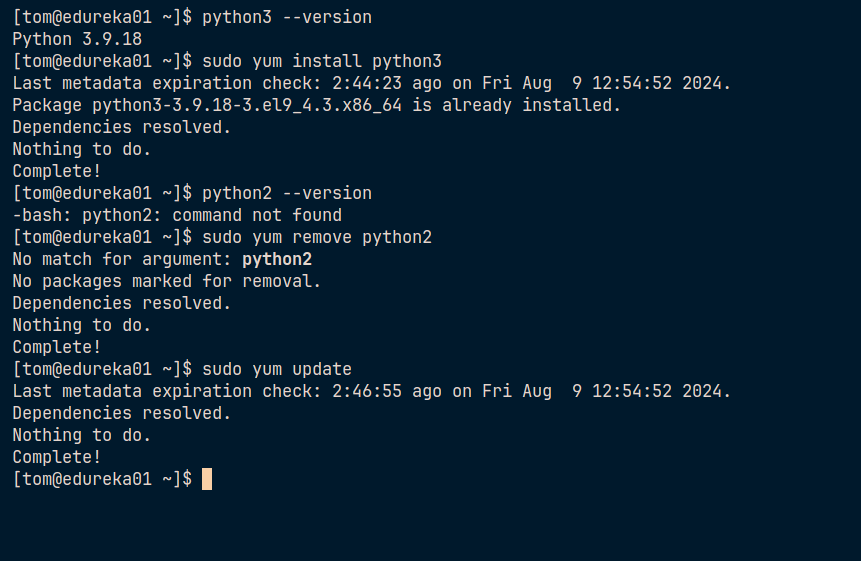 [tom@edureka01 ~]$ python3 --version
Python 3.9.18
[tom@edureka01 ~]$ sudo yum install python3
Last metadata expiration check: 2:44:23 ago on Fri Aug  9 12:54:52 2024.
Package python3-3.9.18-3.el9_4.3.x86_64 is already installed.
Dependencies resolved.
Nothing to do.
Complete!
[tom@edureka01 ~]$ python2 --version
-bash: python2: command not found
[tom@edureka01 ~]$ sudo yum remove python2
No match for argument: python2
No packages marked for removal.
Dependencies resolved.
Nothing to do.
Complete!
[tom@edureka01 ~]$ sudo yum update
Last metadata expiration check: 2:46:55 ago on Fri Aug  9 12:54:52 2024.
Dependencies resolved.
Nothing to do.
Complete!
[tom@edureka01 ~]$